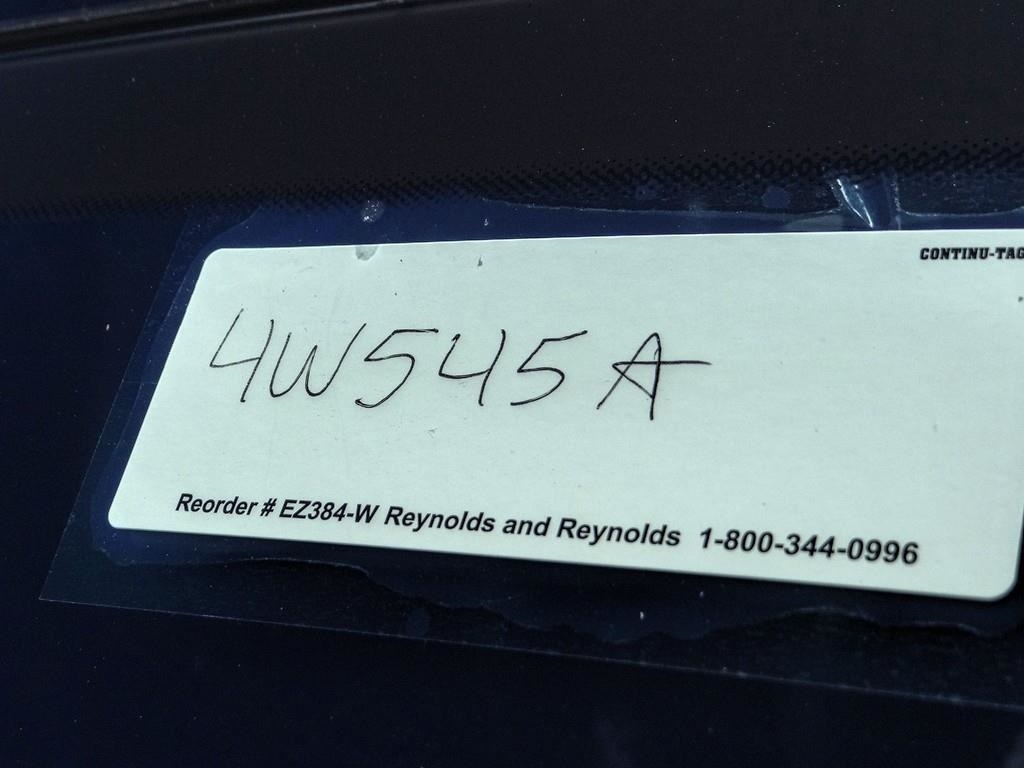 CONTINU-TAG
4W545A
Reorder # EZ384-W Reynolds and Reynolds 1-800-344-0996